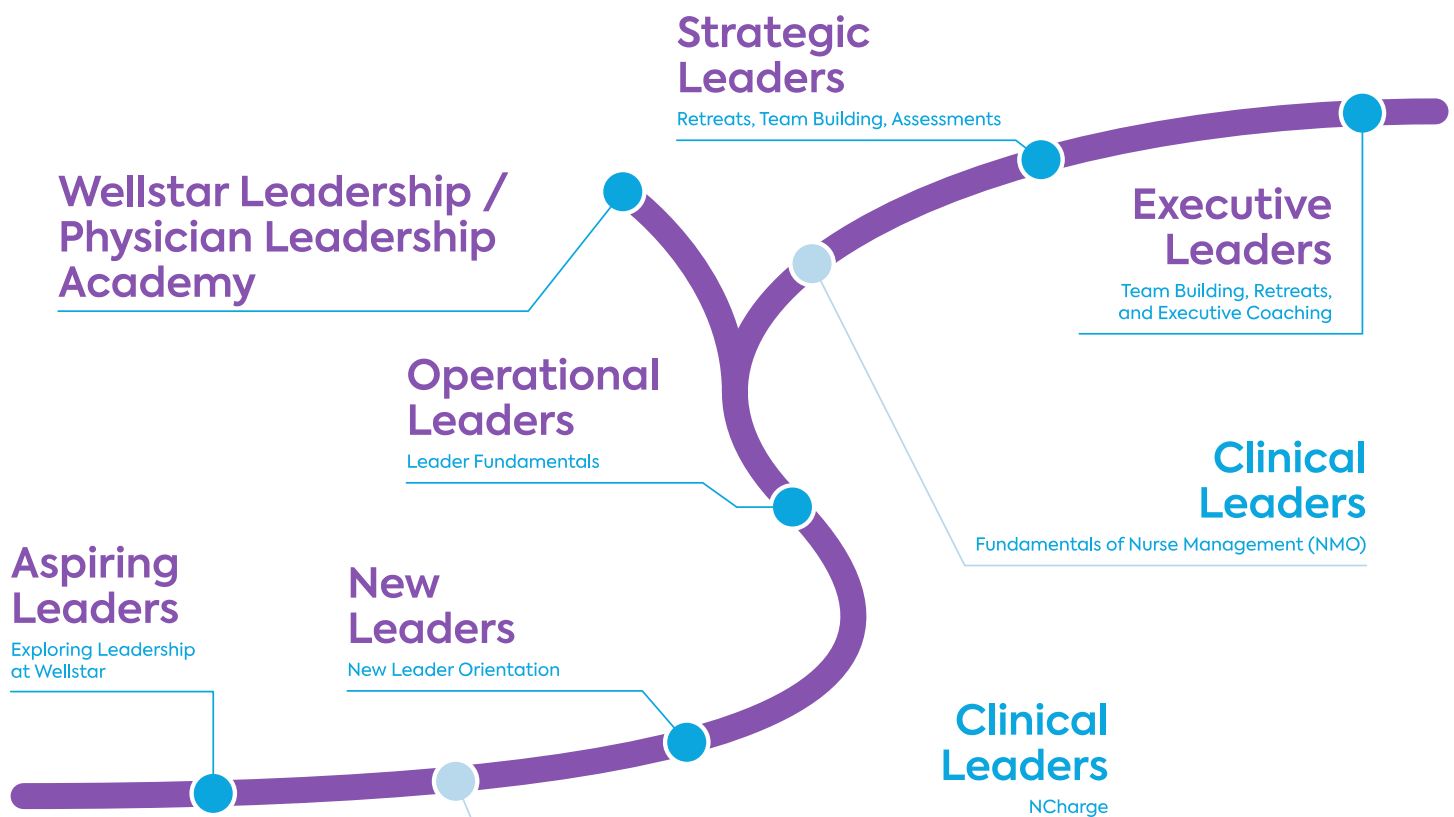 Strategic
Leaders
Retreats, Team Building, Assessments
Wellstar Leadership /
Physician Leadership
Academy
Executive
Leaders
Team Building, Retreats,
and Executive Coaching
Operational
Leaders
Leader Fundamentals
Clinical
Leaders
Fundamentals of Nurse Management (NMO)
Aspiring
Leaders
Exploring Leadership
at Wellstar
New
Leaders
New Leader Orientation
Clinical
Leaders
NCharge